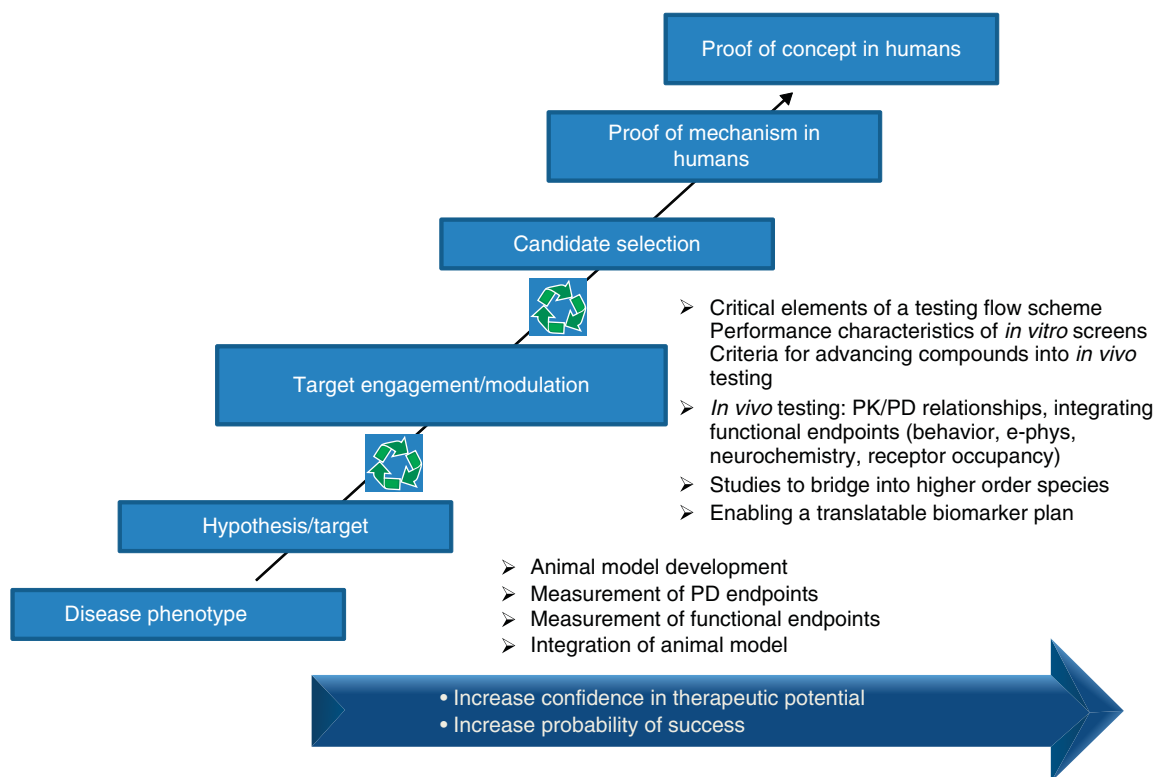 Proof of concept in humans
Proof of mechanism in
humans
Candidate selection
Target engagement/modulation
Hypothesis/target
Disease phenotype
➢ Critical elements of a testing flow scheme
Performance characteristics of in vitro screens
Criteria for advancing compounds into in vivo
testing
➢ In vivo testing: PK/PD relationships, integrating
functional endpoints (behavior, e-phys,
neurochemistry, receptor occupancy)
➢ Studies to bridge into higher order species
➢ Enabling a translatable biomarker plan
➢ Animal model development
➢ Measurement of PD endpoints
➢ Measurement of functional endpoints
➢ Integration of animal model
• Increase confidence in therapeutic potential
• Increase probability of success